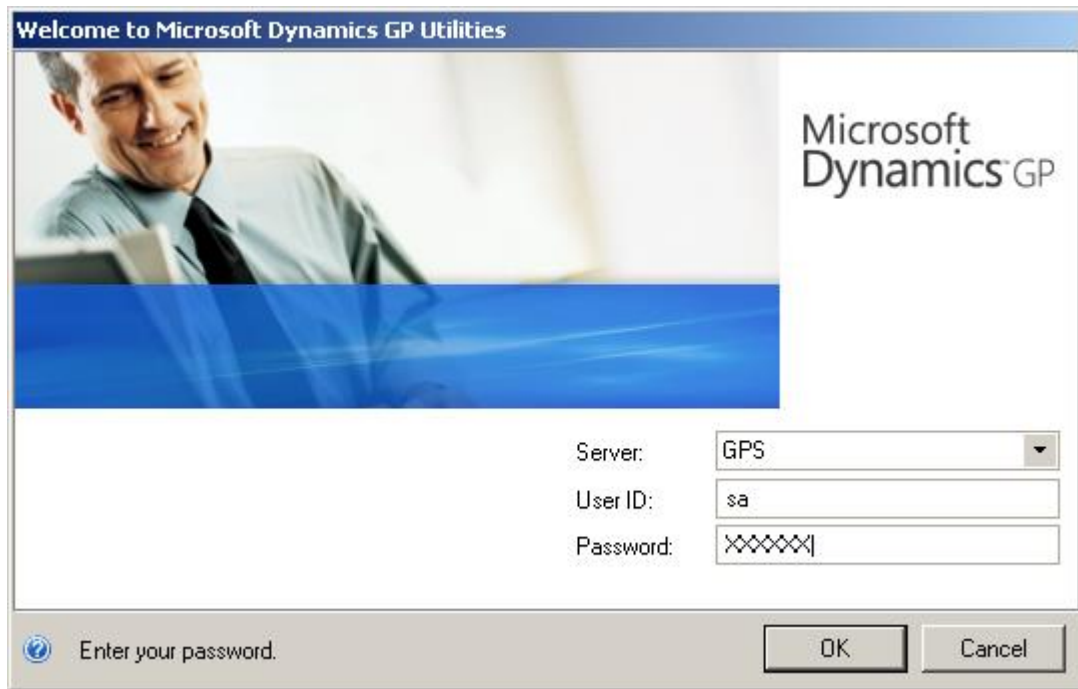 Welcome to Microsoft Dynamics GP Utilities
Microsoft
Dynamics GP
Server: GPS
User ID: sa
Password: XXXXXX
Enter your password.
OK Cancel